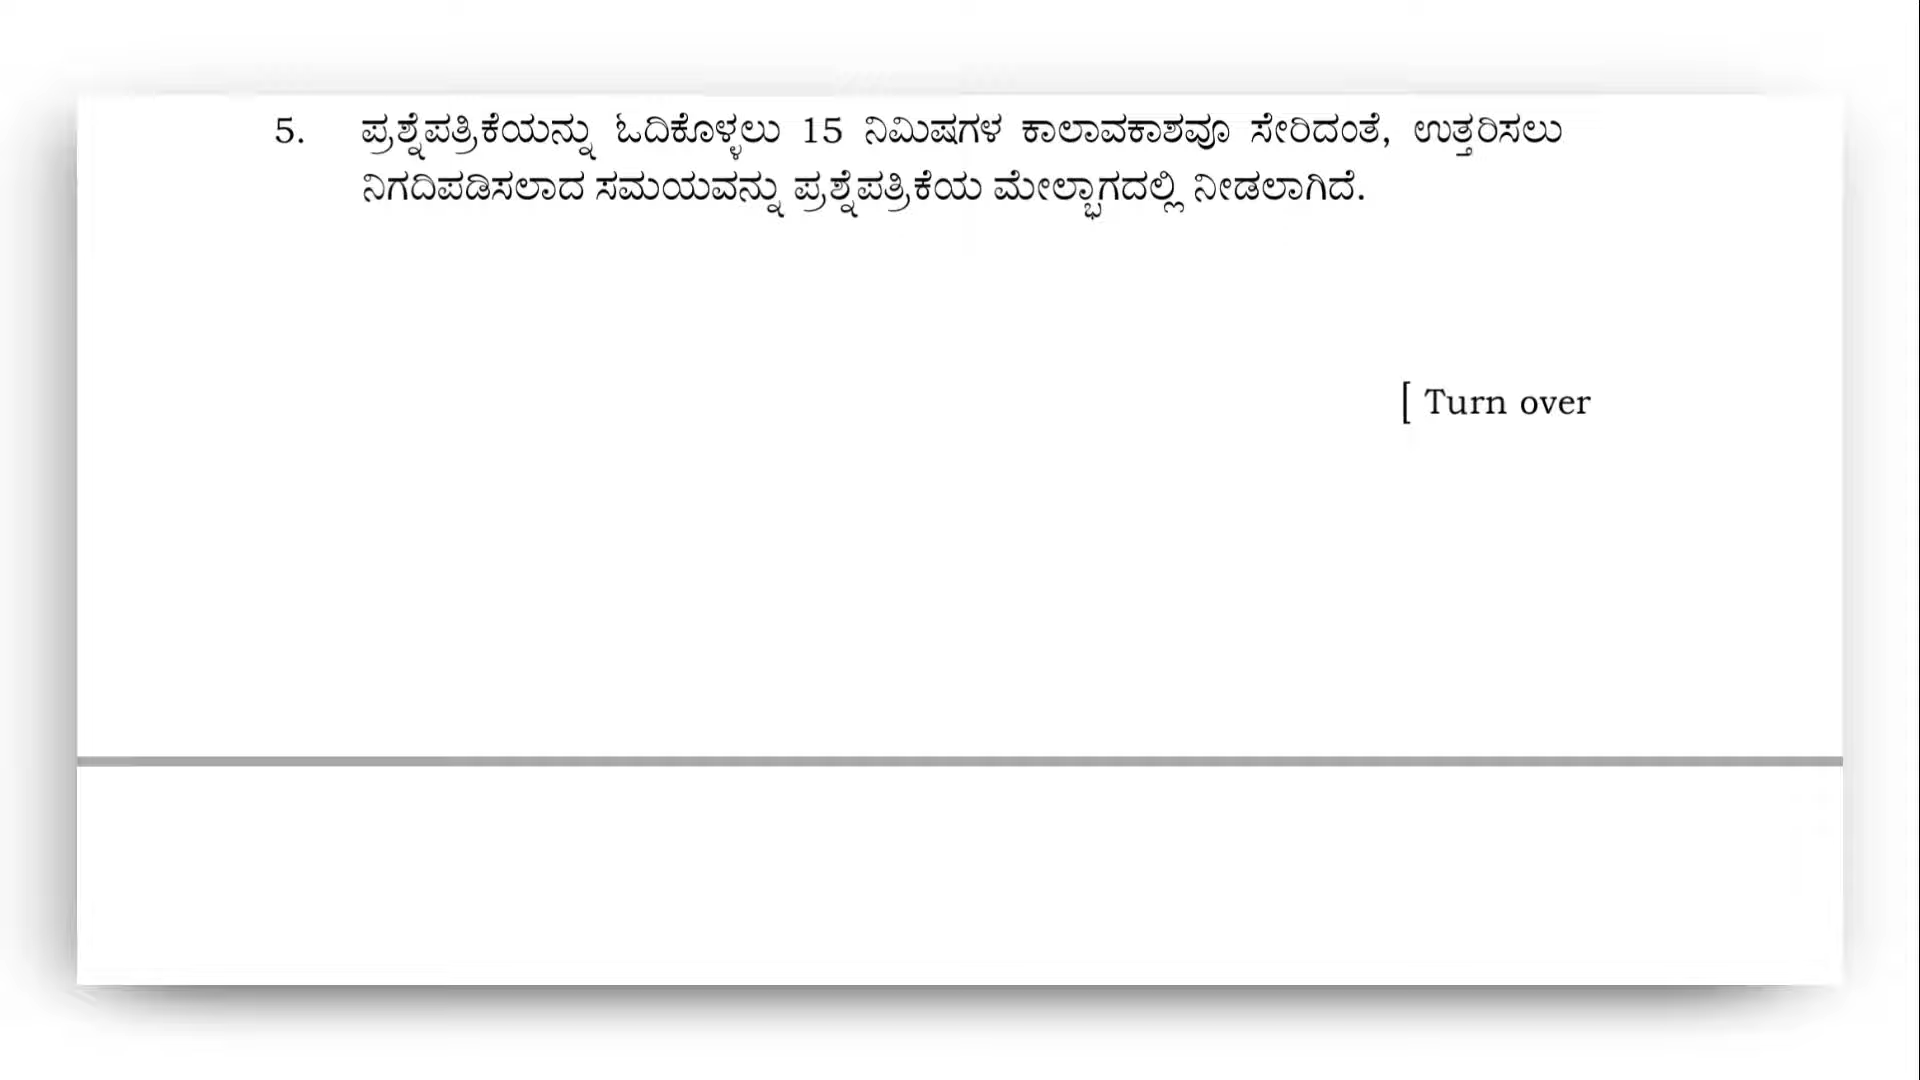 5. ಪ್ರಶ್ನೆಪತ್ರಿಕೆಯನ್ನು ಓದಿಕೊಳ್ಳಲು 15 ನಿಮಿಷಗಳ ಕಾಲಾವಕಾಶವೂ ಸೇರಿದಂತೆ, ಉತ್ತರಿಸಲು
ನಿಗದಿಪಡಿಸಲಾದ ಸಮಯವನ್ನು ಪ್ರಶ್ನೆಪತ್ರಿಕೆಯ ಮೇಲ್ಭಾಗದಲ್ಲಿ ನೀಡಲಾಗಿದೆ.
[ Turn over